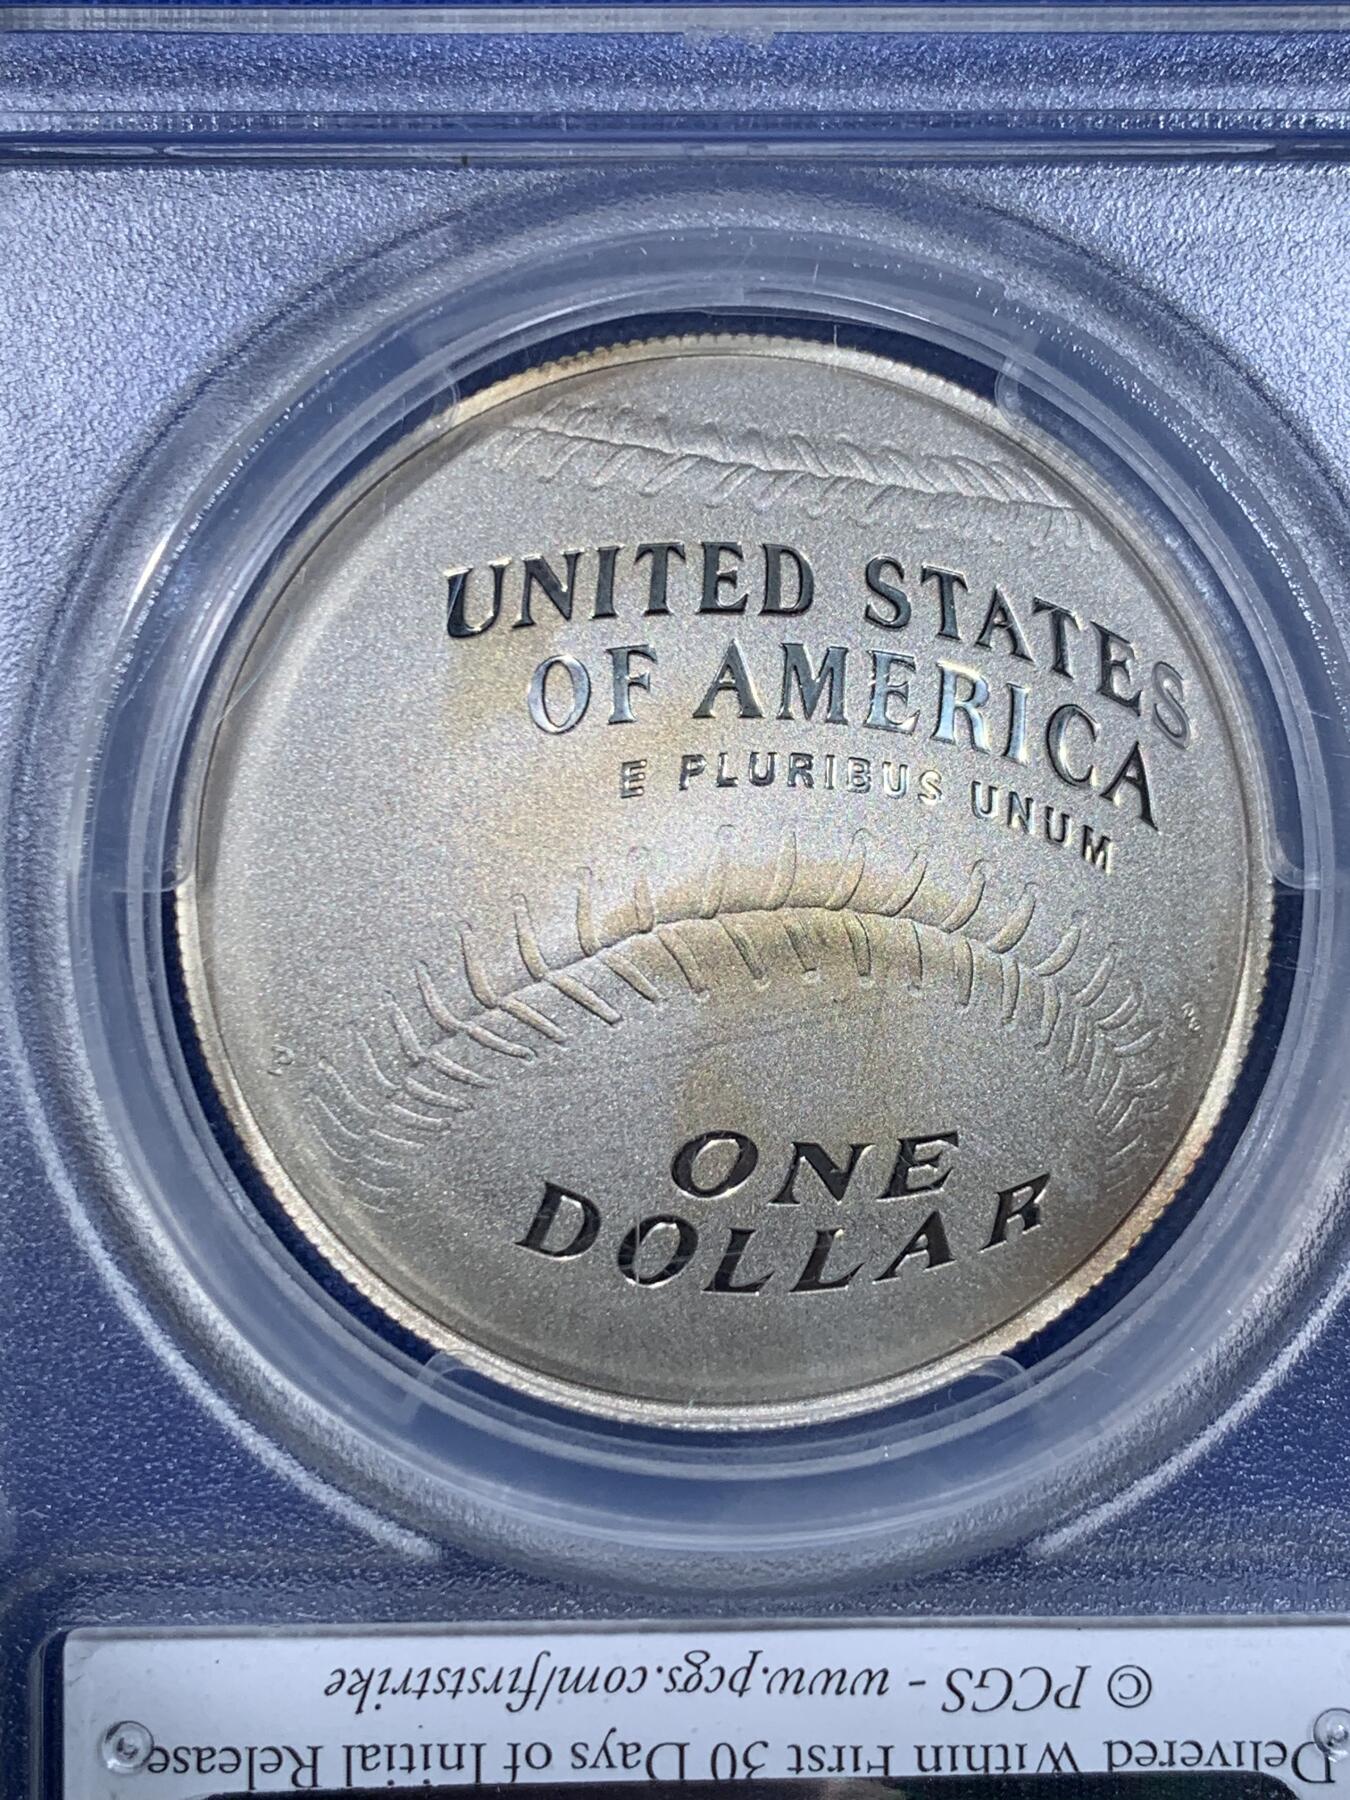 UNITED STATES
OF AMERICA
E PLURIBUS UNUM
P
ONE
DOLLAR
Delivered Within First 30 Days of Initial Release
© PCGS - www.pcgs.com/firststrike